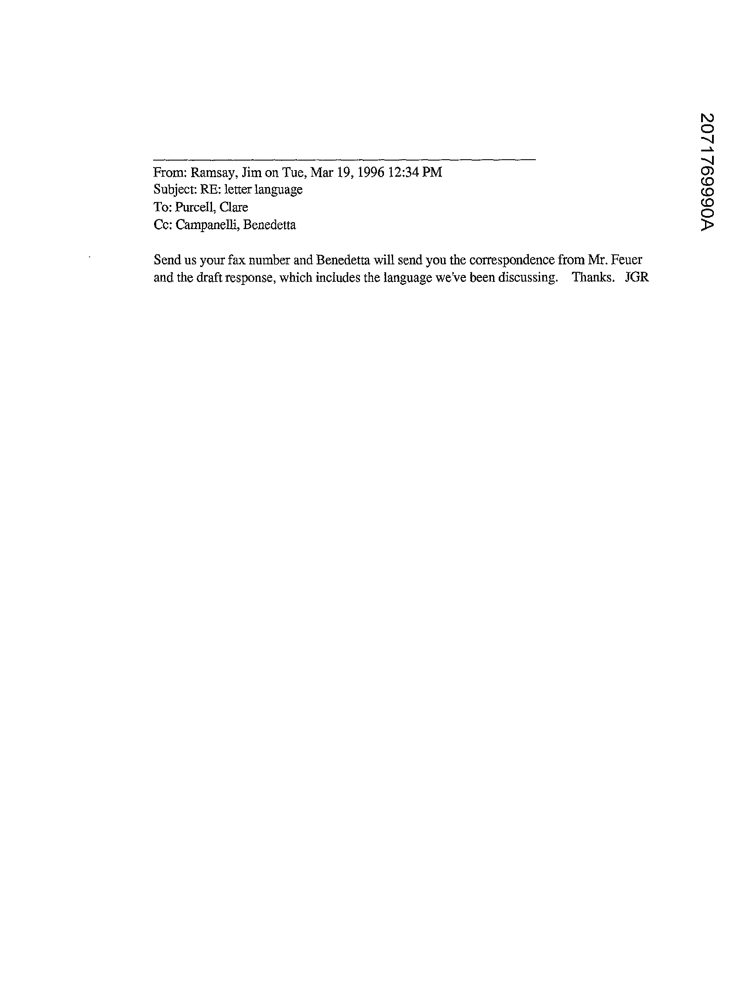 From: Ramsay, Jim on Tue, Mar 19, 1996 12:34 PM
Subject: RE: letter language
To: Purcell, Clare
Cc: Campanelli, Benedetta
Send us your fax number and Benedetta will send you the correspondence from Mr. Feuer
and the draft response, which includes the language we've been discussing. Thanks. JGR
2071769990A